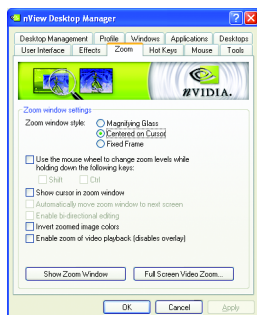 nView Desktop Manager
Desktop Management Profile Windows Applications Desktops
User Interface Effects Zoom Hot Keys Mouse Tools
nVIDIA.
Zoom window settings
Zoom window style: Magnifying Glass
Centered on Cursor
Fixed Frame
Use the mouse wheel to change zoom levels while
holding down the following keys:
Shift Ctrl
Show cursor in zoom window
Automatically move zoom window to next screen
Enable bi-directional editing
Invert zoomed image colors
Enable zoom of video playback (disables overlay)
Show Zoom Window Full Screen Video Zoom...
OK Cancel Apply